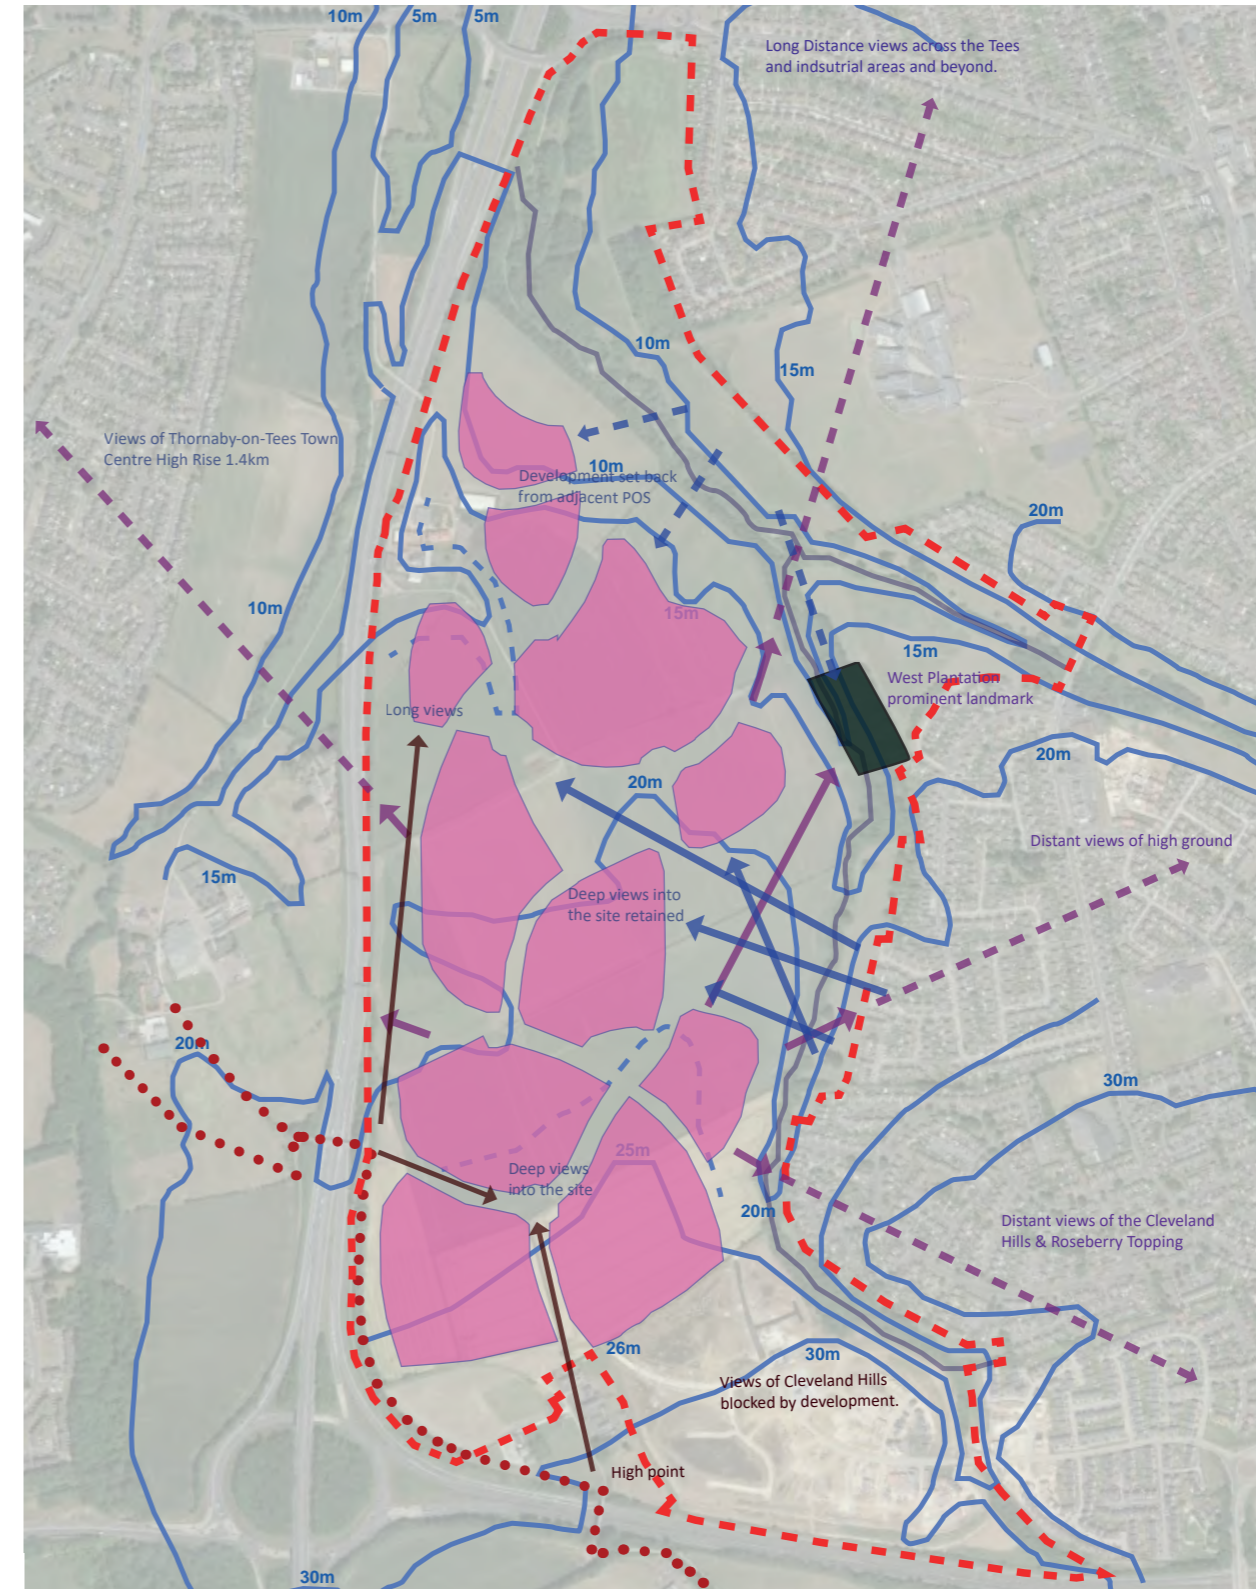 10m
5m
5m
Long Distance views across the Tees
and indsutrial areas and beyond.
10m
15m
Views of Thornaby-on-Tees Town
Centre High Rise 1.4km
10m
Development set back
from adjacent POS
20m
10m
15m
15m
West Plantation
prominent landmark
Long views
20m
20m
Distant views of high ground
15m
Deep views into
the site retained
20m
30m
25m
Deep views
into the site
20m
Distant views of the Cleveland
Hills & Roseberry Topping
26m
30m
Views of Cleveland Hills
blocked by development.
High point
30m